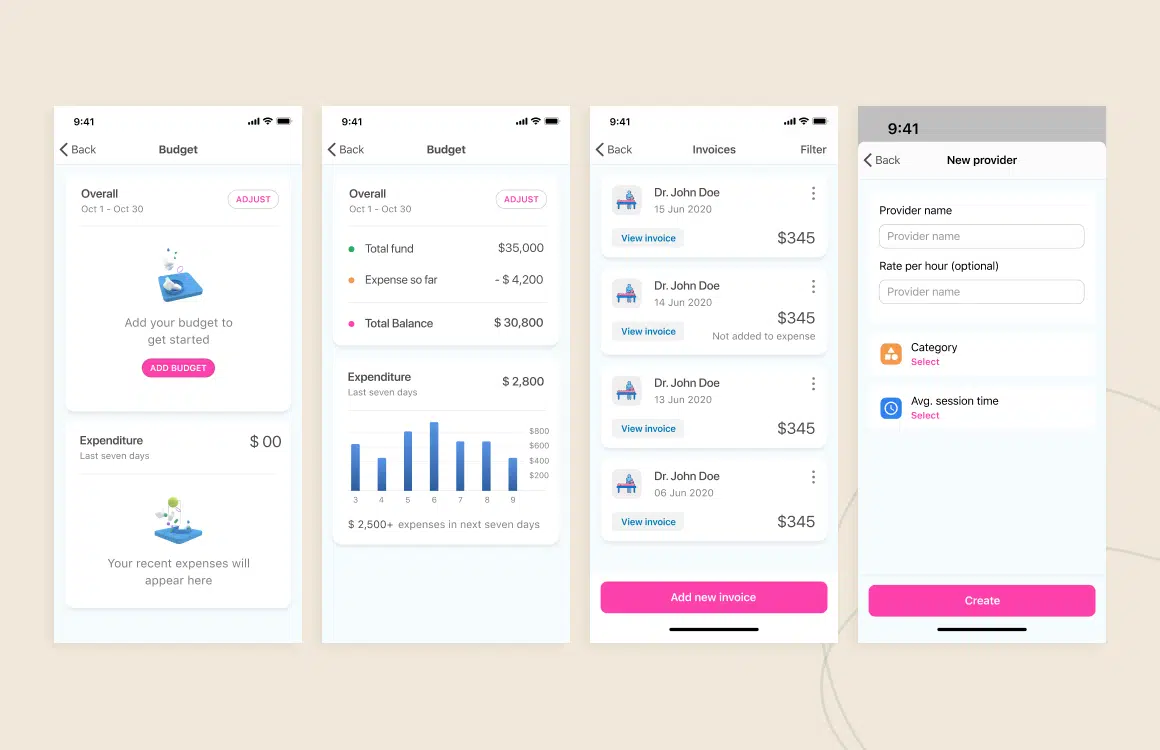 9:41
Back
Budget
Overall
Oct 1 - Oct 30
ADJUST
Add your budget to
get started
ADD BUDGET
Expenditure
$ 00
Last seven days
Your recent expenses will
appear here
9:41
Back
Budget
Overall
Oct 1 - Oct 30
ADJUST
Total fund
$35,000
Expense so far
- $ 4,200
Total Balance
$ 30,800
Expenditure
$ 2,800
Last seven days
$800
$600
$400
$200
3 4 5 6 7 8 9
$ 2,500+ expenses in next seven days
9:41
Back
Invoices
Filter
Dr. John Doe
15 Jun 2020
View invoice
$345
Dr. John Doe
14 Jun 2020
$345
View invoice
Not added to expense
Dr. John Doe
13 Jun 2020
View invoice
$345
Dr. John Doe
06 Jun 2020
View invoice
$345
Add new invoice
9:41
Back
New provider
Provider name
Provider name
Rate per hour (optional)
Provider name
Category
Select
Avg. session time
Select
Create